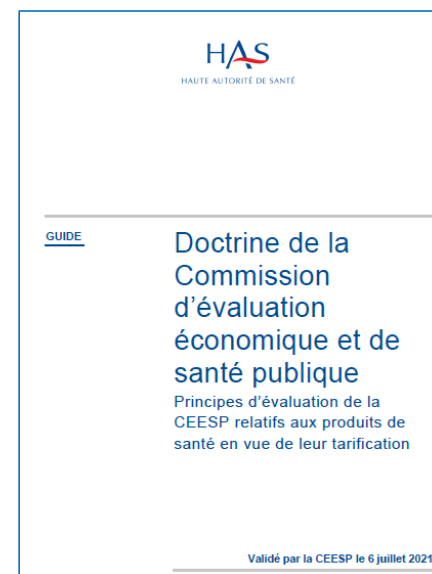 HAS
HAUTE AUTORITÉ DE SANTÉ
GUIDE
Doctrine de la
Commission
d'évaluation
économique et de
santé publique
Principes d'évaluation de la
CEESP relatifs aux produits de
santé en vue de leur tarification
Validé par la CEESP le 6 juillet 2021